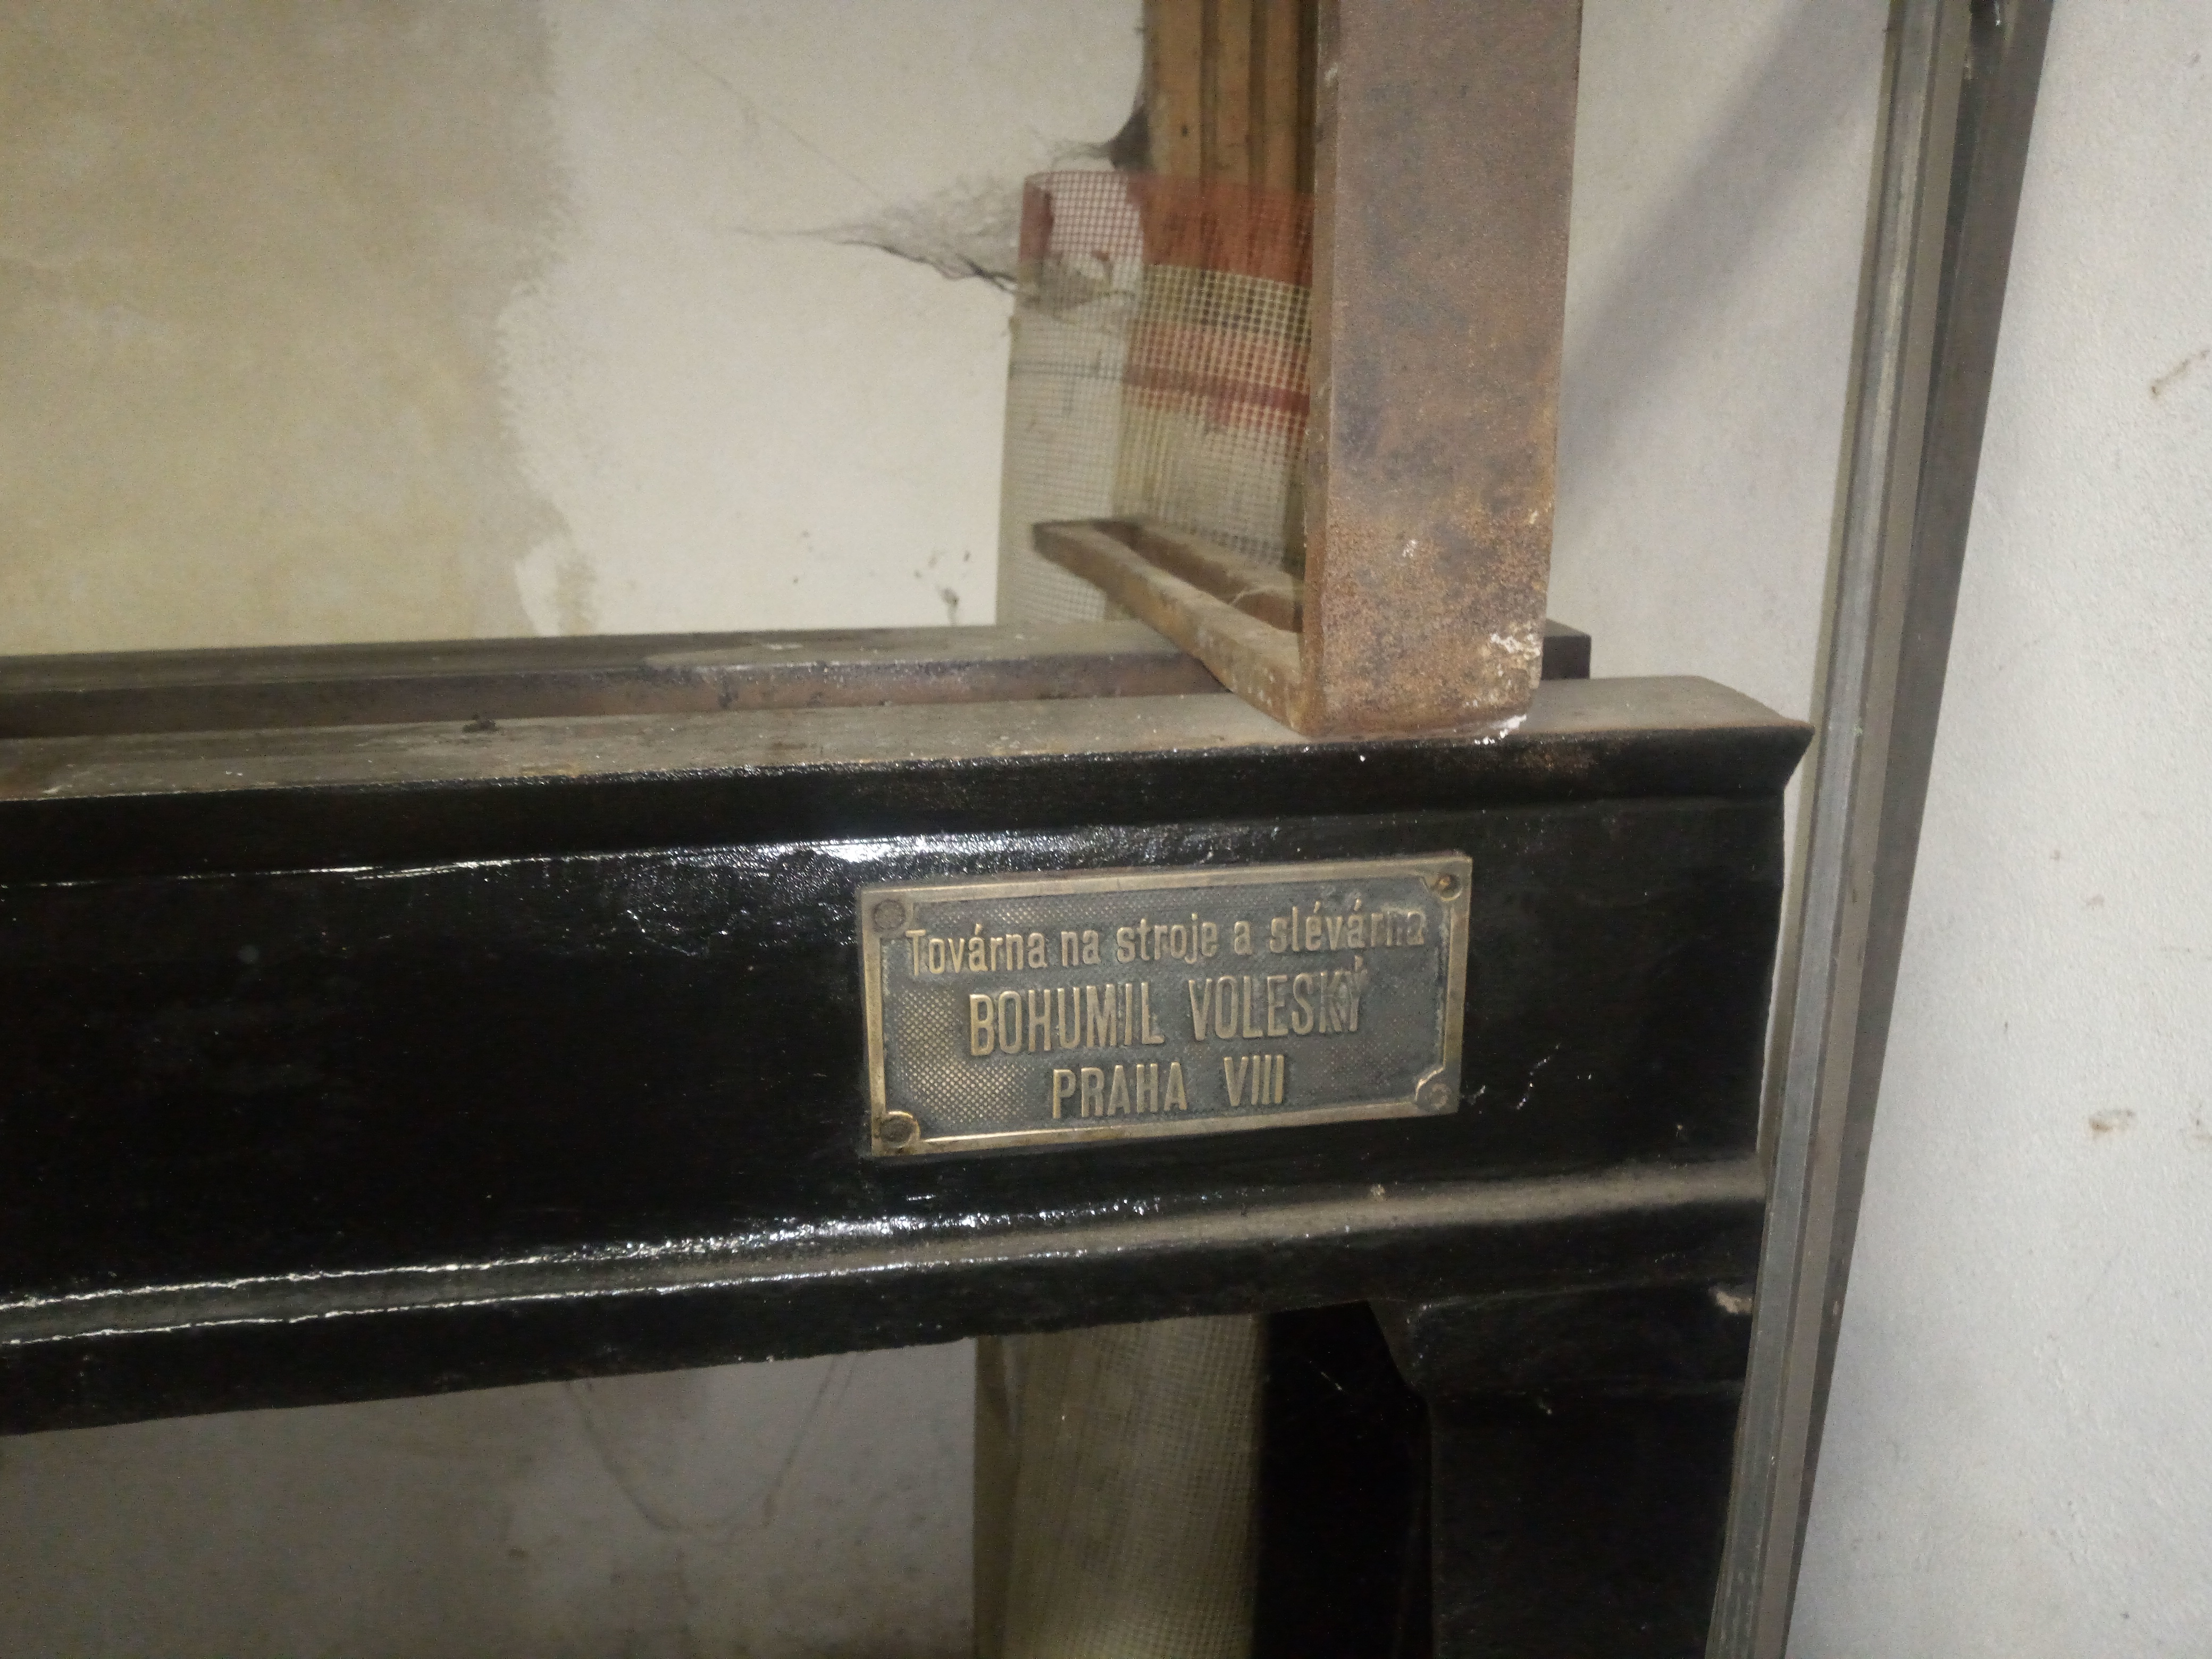 Továrna na stroje a slévárna
BOHUMIL VOLESKÝ
PRAHA VIII